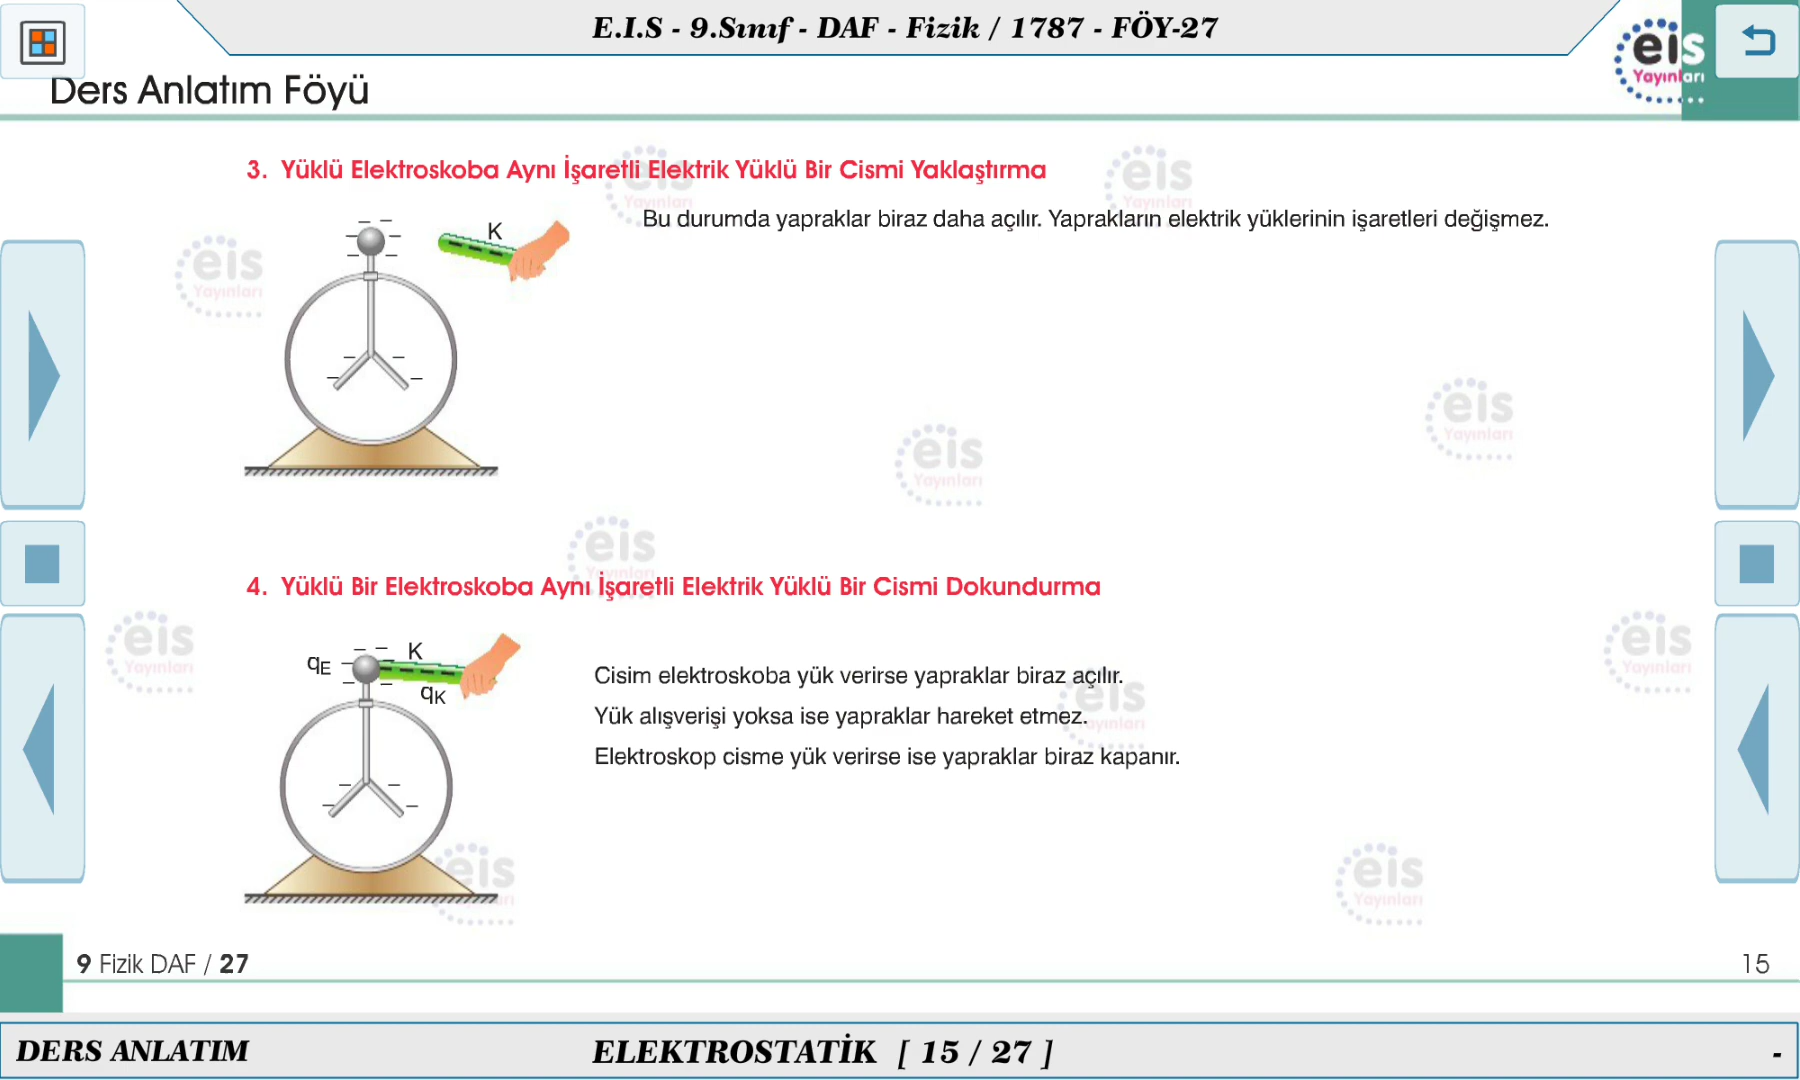 E.I.S - 9.Sınıf - DAF - Fizik / 1787 - FÖY-27
eis
Yayınları
Ders Anlatım Föyü
3. Yüklü Elektroskoba Aynı İşaretli Elektrik Yüklü Bir Cismi Yaklaştırma
K
Bu durumda yapraklar biraz daha açılır. Yaprakların elektrik yüklerinin işaretleri değişmez.
4. Yüklü Bir Elektroskoba Aynı İşaretli Elektrik Yüklü Bir Cismi Dokundurma
qE
K
qK
Cisim elektroskoba yük verirse yapraklar biraz açılır.
Yük alışverişi yoksa ise yapraklar hareket etmez.
Elektroskop cisme yük verirse ise yapraklar biraz kapanır.
9 Fizik DAF / 27
15
DERS ANLATIM
ELEKTROSTATİK [ 15 / 27 ]
-